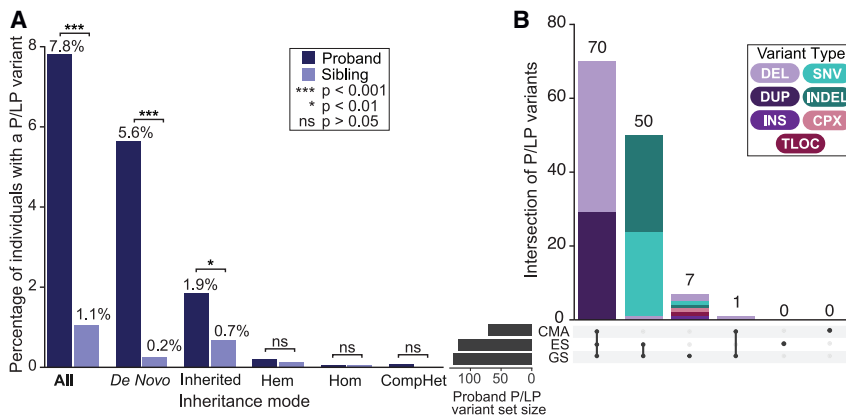 A
Percentage of individuals with a P/LP variant
8
6
4
2
0
***
7.8%
1.1%
***
5.6%
0.2%
*
1.9%
0.7%
ns
ns
ns
Proband
Sibling
*** p < 0.001
* p < 0.01
ns p > 0.05
All
De Novo
Inherited
Hem
Hom
CompHet
Inheritance mode
B
Intersection of P/LP variants
80
60
40
20
0
70
50
7
1
0
0
Variant Type
DEL SNV
DUP INDEL
INS CPX
TLOC
CMA
ES
GS
100
50
0
Proband P/LP
variant set size